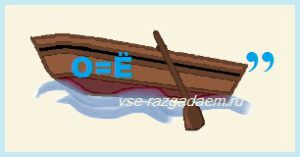 О=Ё ,,
vse-razgadaem.ru